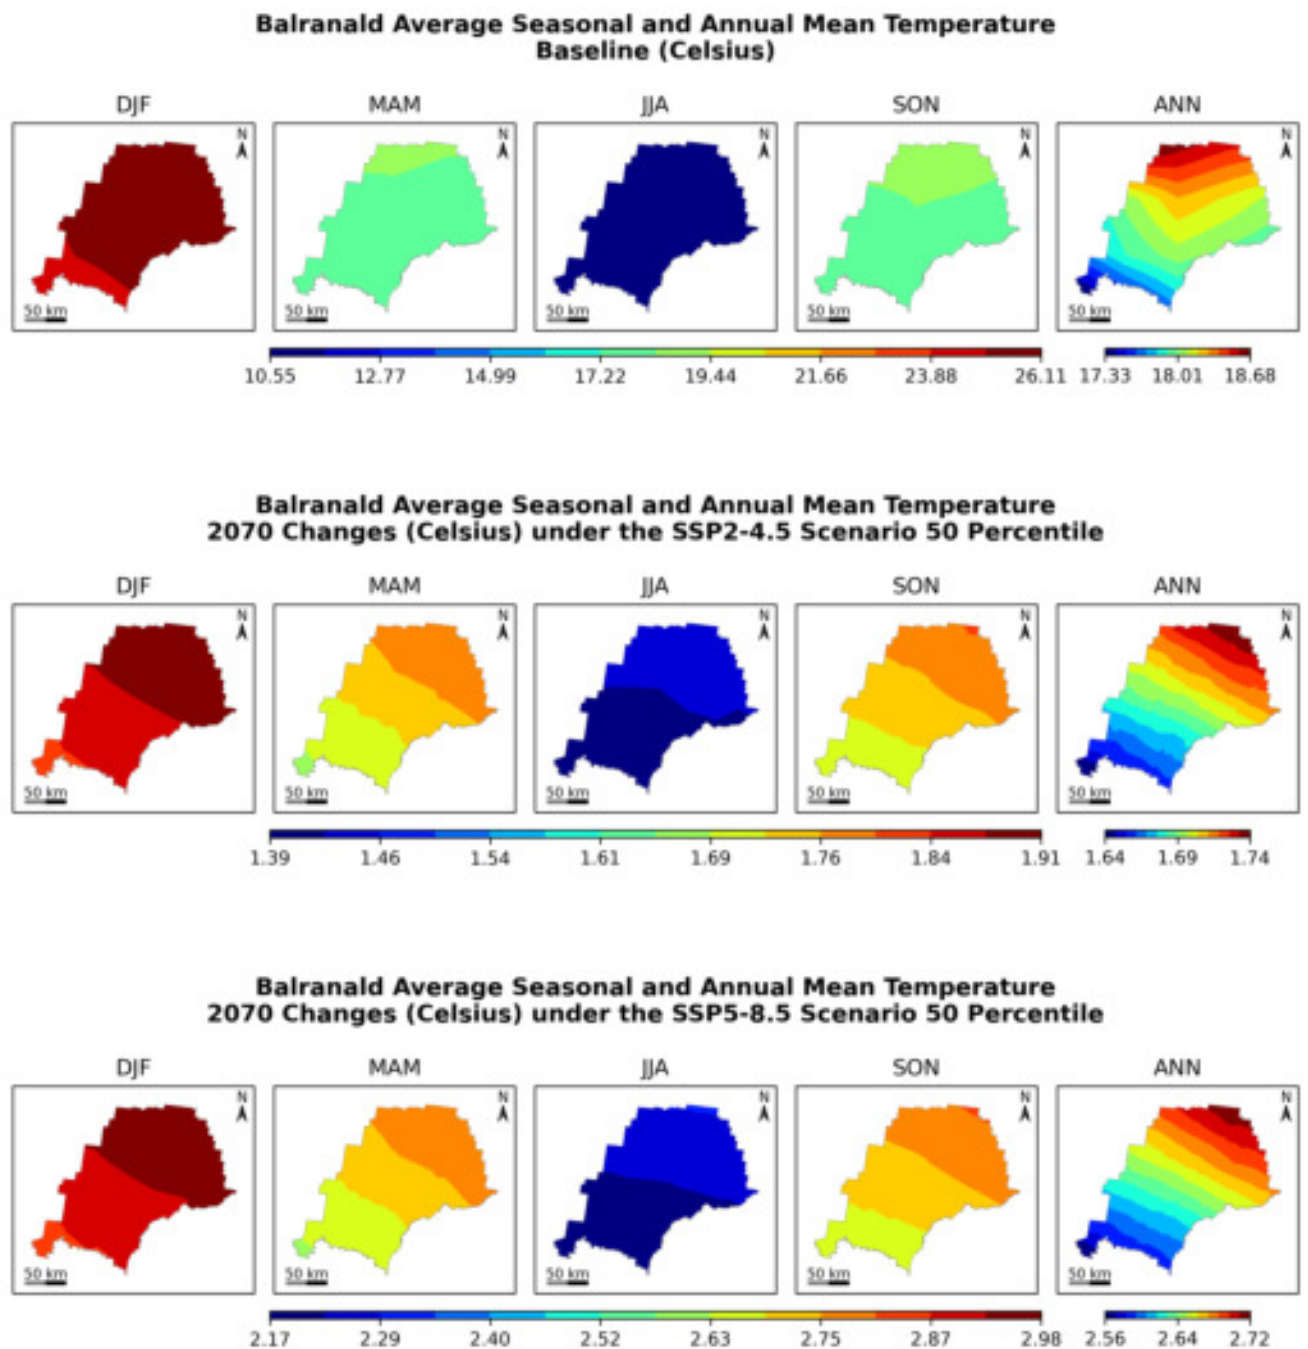 Balranald Average Seasonal and Annual Mean Temperature
Baseline (Celsius)
DJF MAM JJA SON ANN
N N N N N
50 km 50 km 50 km 50 km 50 km
10.55 12.77 14.99 17.22 19.44 21.66 23.88 26.11 17.33 18.01 18.68
Balranald Average Seasonal and Annual Mean Temperature
2070 Changes (Celsius) under the SSP2-4.5 Scenario 50 Percentile
DJF MAM JJA SON ANN
N N N N N
50 km 50 km 50 km 50 km 50 km
1.39 1.46 1.54 1.61 1.69 1.76 1.84 1.91 1.64 1.69 1.74
Balranald Average Seasonal and Annual Mean Temperature
2070 Changes (Celsius) under the SSP5-8.5 Scenario 50 Percentile
DJF MAM JJA SON ANN
N N N N N
50 km 50 km 50 km 50 km 50 km
2.17 2.29 2.40 2.52 2.63 2.75 2.87 2.98 2.56 2.64 2.72